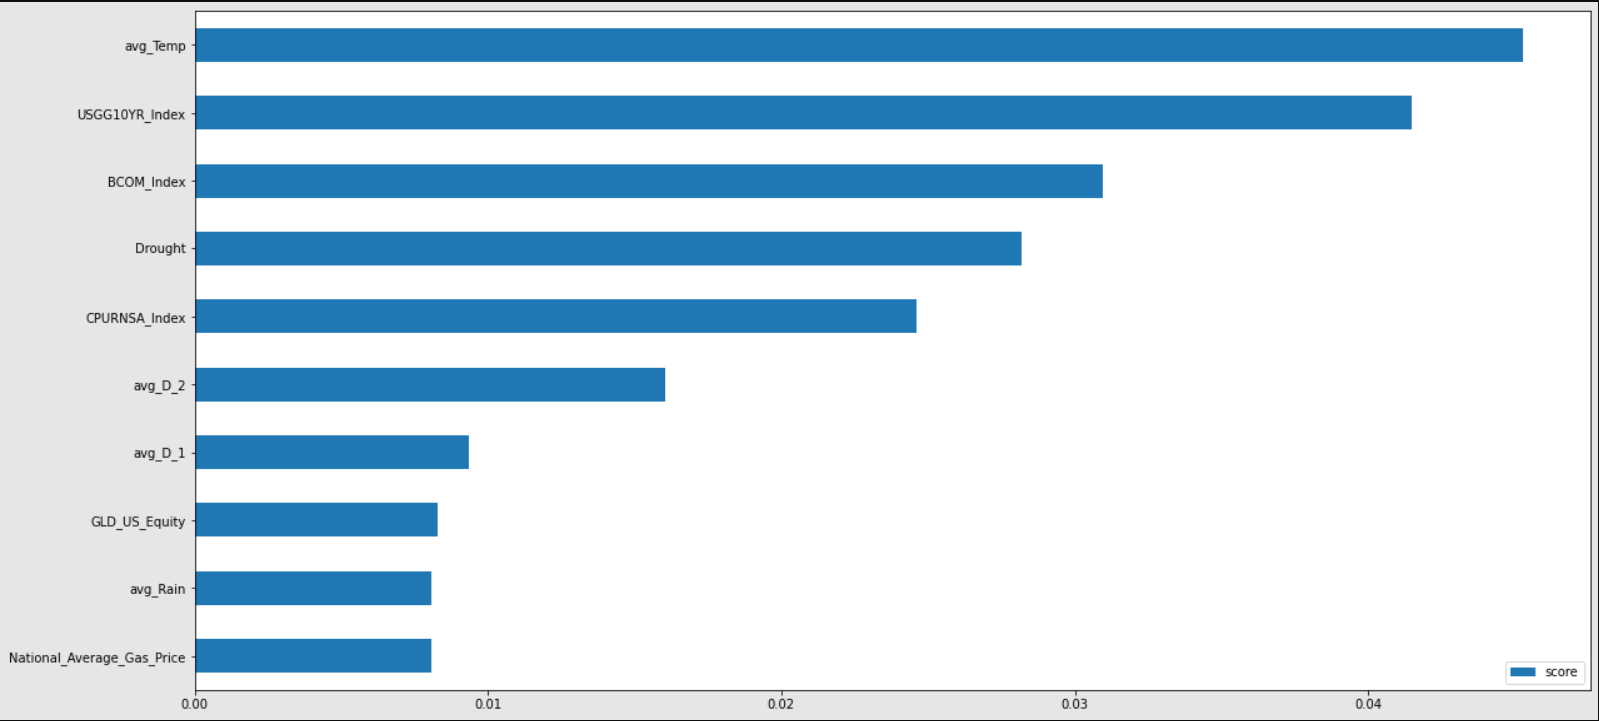 avg_Temp
USGG10YR_Index
BCOM_Index
Drought
CPURNSA_Index
avg_D_2
avg_D_1
GLD_US_Equity
avg_Rain
National_Average_Gas_Price
score
0.00 0.01 0.02 0.03 0.04